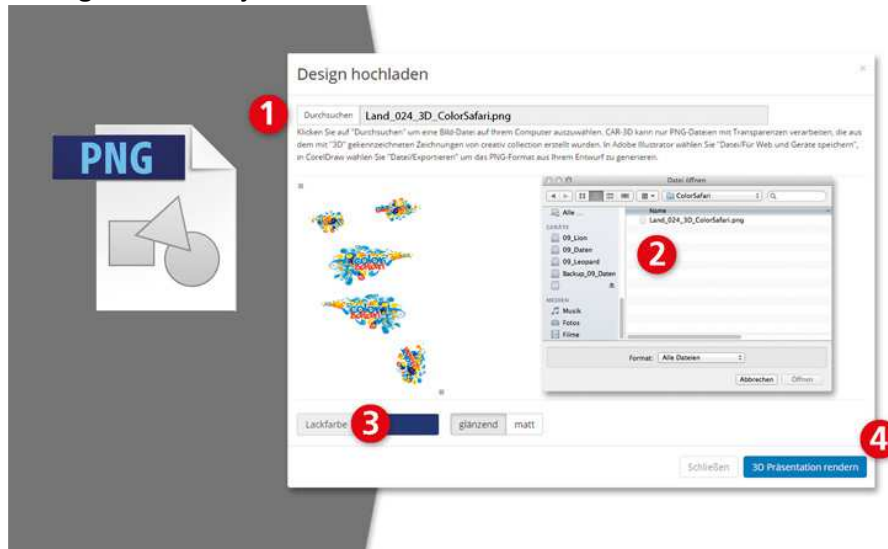 PNG
Design hochladen
×
1
Durchsuchen Land_024_3D_ColorSafari.png
Klicken Sie auf "Durchsuchen" um eine Bild-Datei auf Ihrem Computer auszuwählen. CAR-3D kann nur PNG-Dateien mit Transparenzen verarbeiten, die aus
dem mit "3D" gekennzeichneten Zeichnungen von creativ collection erstellt wurden. In Adobe Illustrator wählen Sie "Datei/Für Web und Geräte speichern",
in CorelDraw wählen Sie "Datei/Exportieren" um das PNG-Format aus Ihrem Entwurf zu generieren.
Datei öffnen
ColorSafari
Alle ...
Name
Land_024_3D_ColorSafari.png
GERÄTE
09_Lion
09_Daten
09_Leopard
Backup_09_Daten
2
MEDIEN
Musik
Fotos
Filme
Format: Alle Dateien
Abbrechen Öffnen
COLOR
Lackfarbe
3
glänzend matt
4
Schließen 3D Präsentation rendern